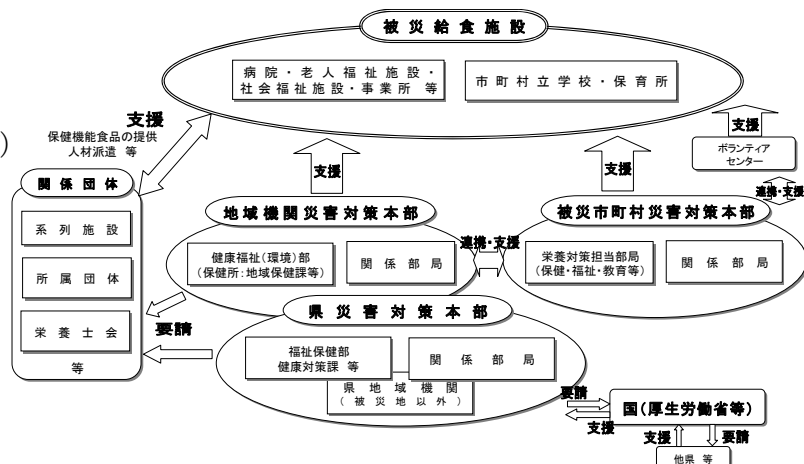 被災給食施設
病院・老人福祉施設・
社会福祉施設・事業所 等
市町村立学校・保育所
)
支援
保健機能食品の提供
人材派遣 等
支援
支援
支援
ボランティア
センター
連携・支援
関係団体
系列施設
所属団体
栄養士会
等
地域機関災害対策本部
健康福祉(環境)部
(保健所:地域保健課等)
関係部局
連携・支援
被災市町村災害対策本部
栄養対策担当部局
(保健・福祉・教育等)
関係部局
要請
県災害対策本部
福祉保健部
健康対策課 等
関係部局
県地域機関
(被災地以外)
要請
支援
国(厚生労働省等)
支援
要請
他県 等